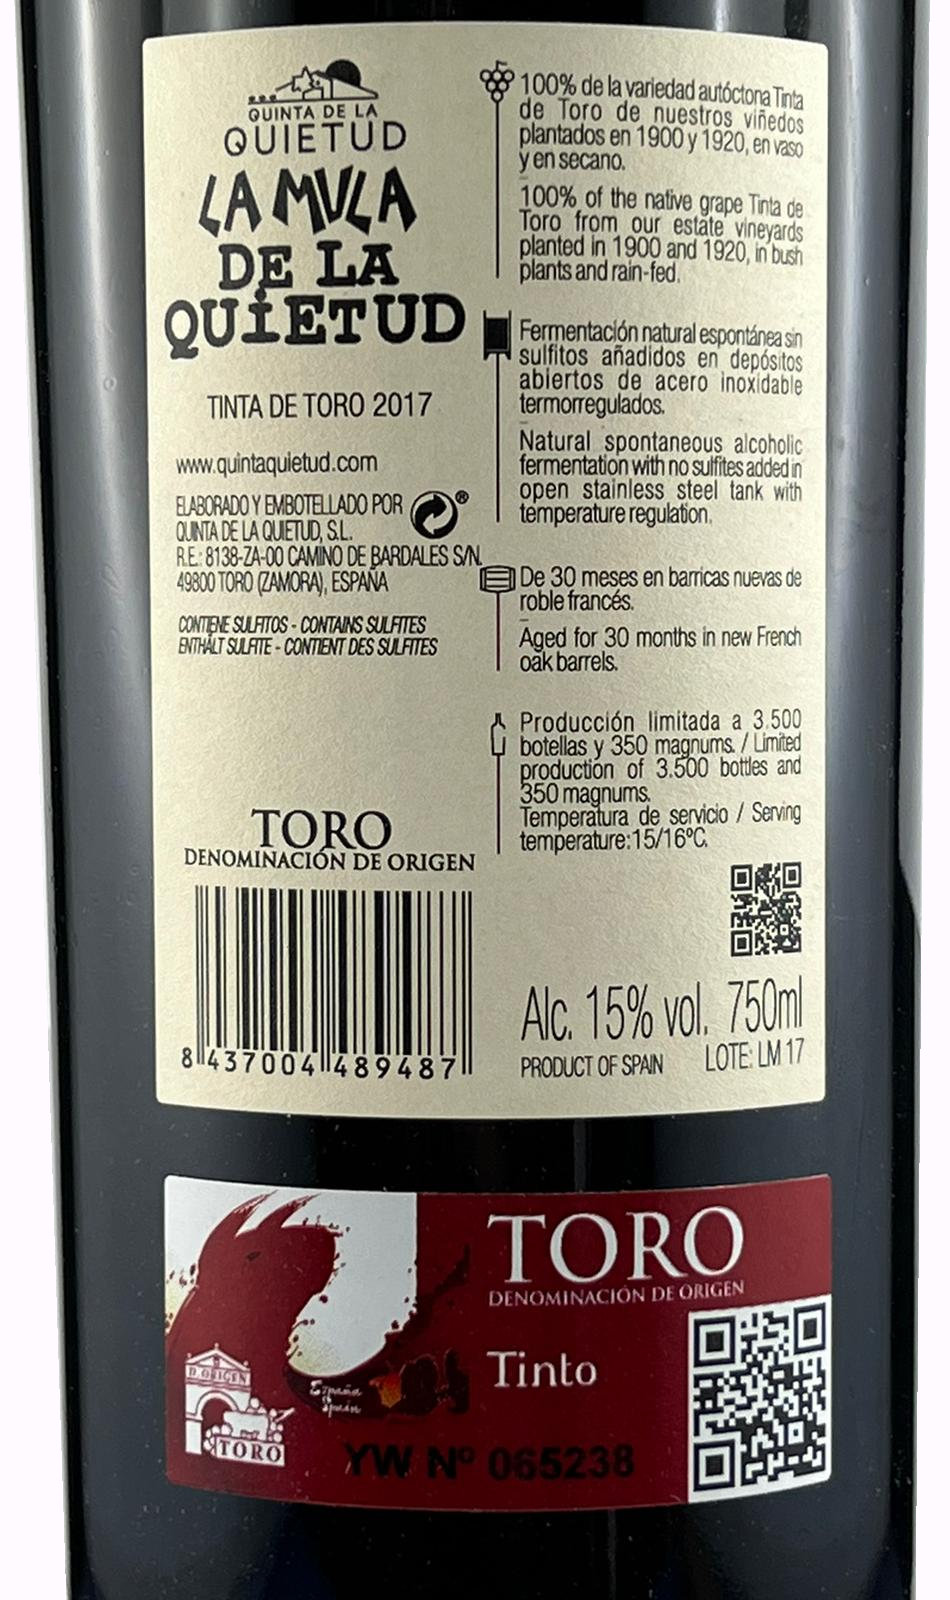 QUINTA DE LA
QUIETUD
LA MULA
DE LA
QUiETUD
TINTA DE TORO 2017
www.quintaquietud.com
ELABORADO Y EMBOTELLADO POR
QUINTA DE LA QUIETUD, S.L.
R.E.: 8138-ZA-00 CAMINO DE BARDALES S/N.
49800 TORO (ZAMORA), ESPAÑA
CONTIENE SULFITOS - CONTAINS SULFITES
ENTHÄLT SULFITE - CONTIENT DES SULFITES
TORO
DENOMINACIÓN DE ORIGEN
8 437004 489487
100% de la variedad autóctona Tinta
de Toro de nuestros viñedos
plantados en 1900 y 1920, en vaso
y en secano.
100% of the native grape Tinta de
Toro from our estate vineyards
planted in 1900 and 1920, in bush
plants and rain-fed.
Fermentación natural espontánea sin
sulfitos añadidos en depósitos
abiertos de acero inoxidable
termorregulados.
Natural spontaneous alcoholic
fermentation with no sulfites added in
open stainless steel tank with
temperature regulation.
De 30 meses en barricas nuevas de
roble francés.
Aged for 30 months in new French
oak barrels.
Producción limitada a 3.500
botellas y 350 magnums. / Limited
production of 3.500 bottles and
350 magnums.
Temperatura de servicio / Serving
temperature:15/16ºC.
Alc. 15% vol. 750ml
PRODUCT OF SPAIN LOTE: LM 17
TORO
DENOMINACIÓN DE ORIGEN
Tinto
España
Spain
D. ORIGEN
TORO
YW Nº 065238